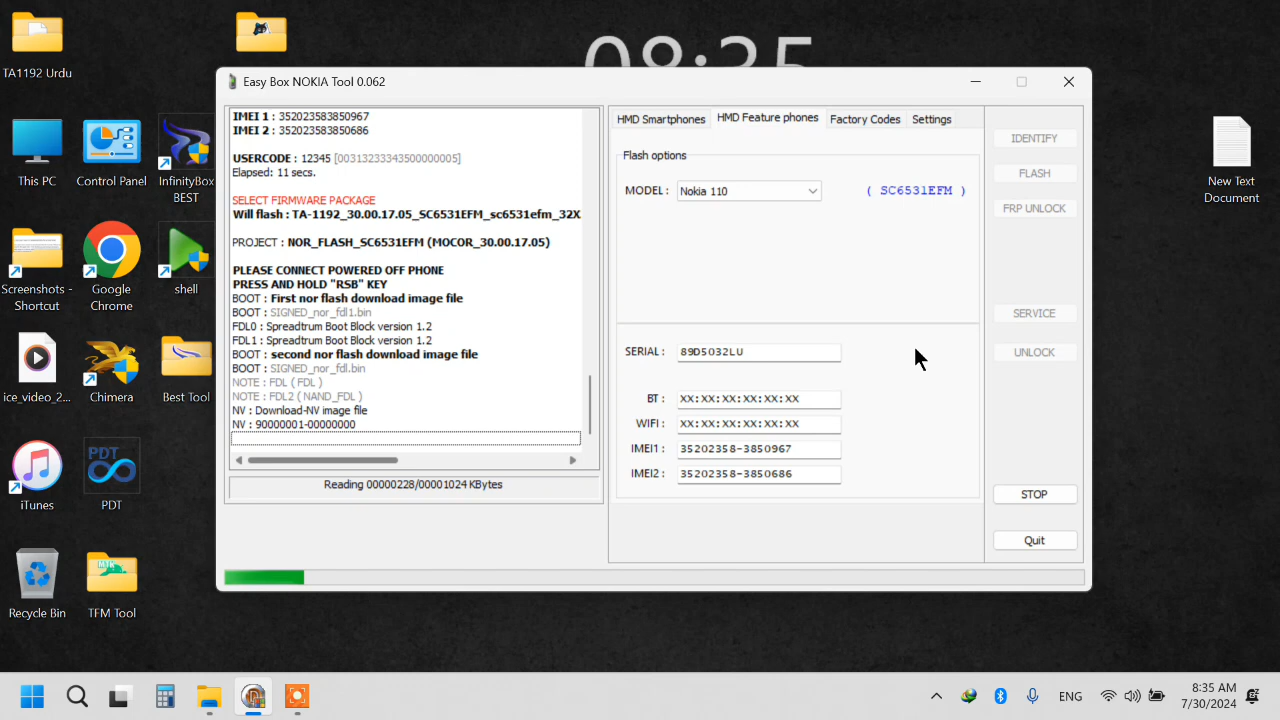 TA1192 Urdu
This PC
Control Panel
InfinityBox
BEST
Screenshots -
Shortcut
Google
Chrome
shell
ice_video_2...
Chimera
Best Tool
iTunes
PDT
PDT
Recycle Bin
MTK
TFM Tool
08:35
Easy Box NOKIA Tool 0.062
IMEI 1 : 352023583850967
IMEI 2 : 352023583850686
USERCODE : 12345 [00313233343500000005]
Elapsed: 11 secs.
SELECT FIRMWARE PACKAGE
Will flash : TA-1192_30.00.17.05_SC6531EFM_sc6531efm_32X
PROJECT : NOR_FLASH_SC6531EFM (MOCOR_30.00.17.05)
PLEASE CONNECT POWERED OFF PHONE
PRESS AND HOLD "RSB" KEY
BOOT : First nor flash download image file
BOOT : SIGNED_nor_fdl1.bin
FDL0 : Spreadtrum Boot Block version 1.2
FDL1 : Spreadtrum Boot Block version 1.2
BOOT : second nor flash download image file
BOOT : SIGNED_nor_fdl.bin
NOTE : FDL ( FDL )
NOTE : FDL2 ( NAND_FDL )
NV : Download-NV image file
NV : 90000001-00000000
Reading 00000228/00001024 KBytes
HMD Smartphones
HMD Feature phones
Factory Codes
Settings
Flash options
MODEL : Nokia 110 ( SC6531EFM )
SERIAL : 89D5032LU
BT : XX:XX:XX:XX:XX:XX
WIFI : XX:XX:XX:XX:XX:XX
IMEI1 : 35202358-3850967
IMEI2 : 35202358-3850686
IDENTIFY
FLASH
FRP UNLOCK
SERVICE
UNLOCK
STOP
Quit
New Text
Document
ENG
8:35 AM
7/30/2024